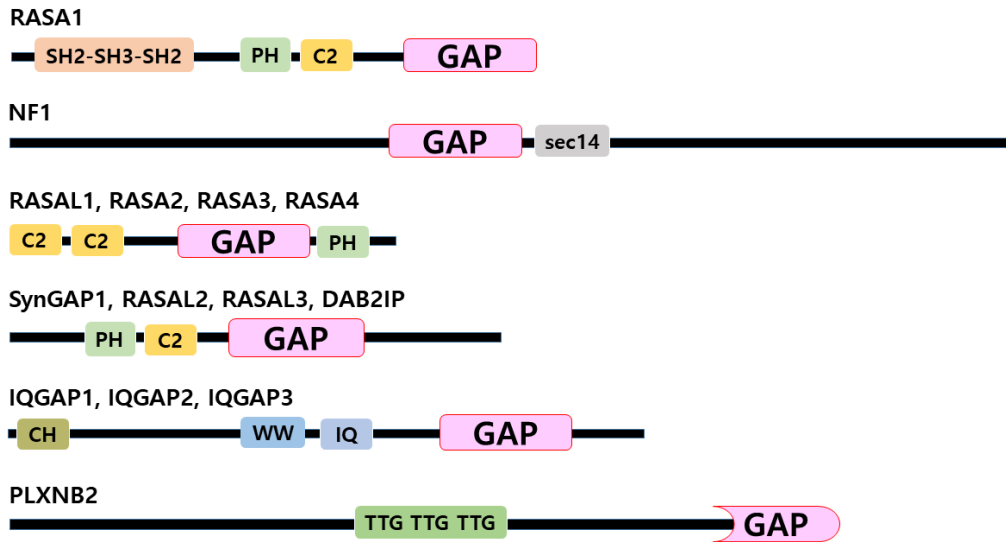 RASA1
SH2-SH3-SH2 PH C2 GAP
NF1
GAP sec14
RASAL1, RASA2, RASA3, RASA4
C2 C2 GAP PH
SynGAP1, RASAL2, RASAL3, DAB2IP
PH C2 GAP
IQGAP1, IQGAP2, IQGAP3
CH WW IQ GAP
PLXNB2
TTG TTG TTG GAP